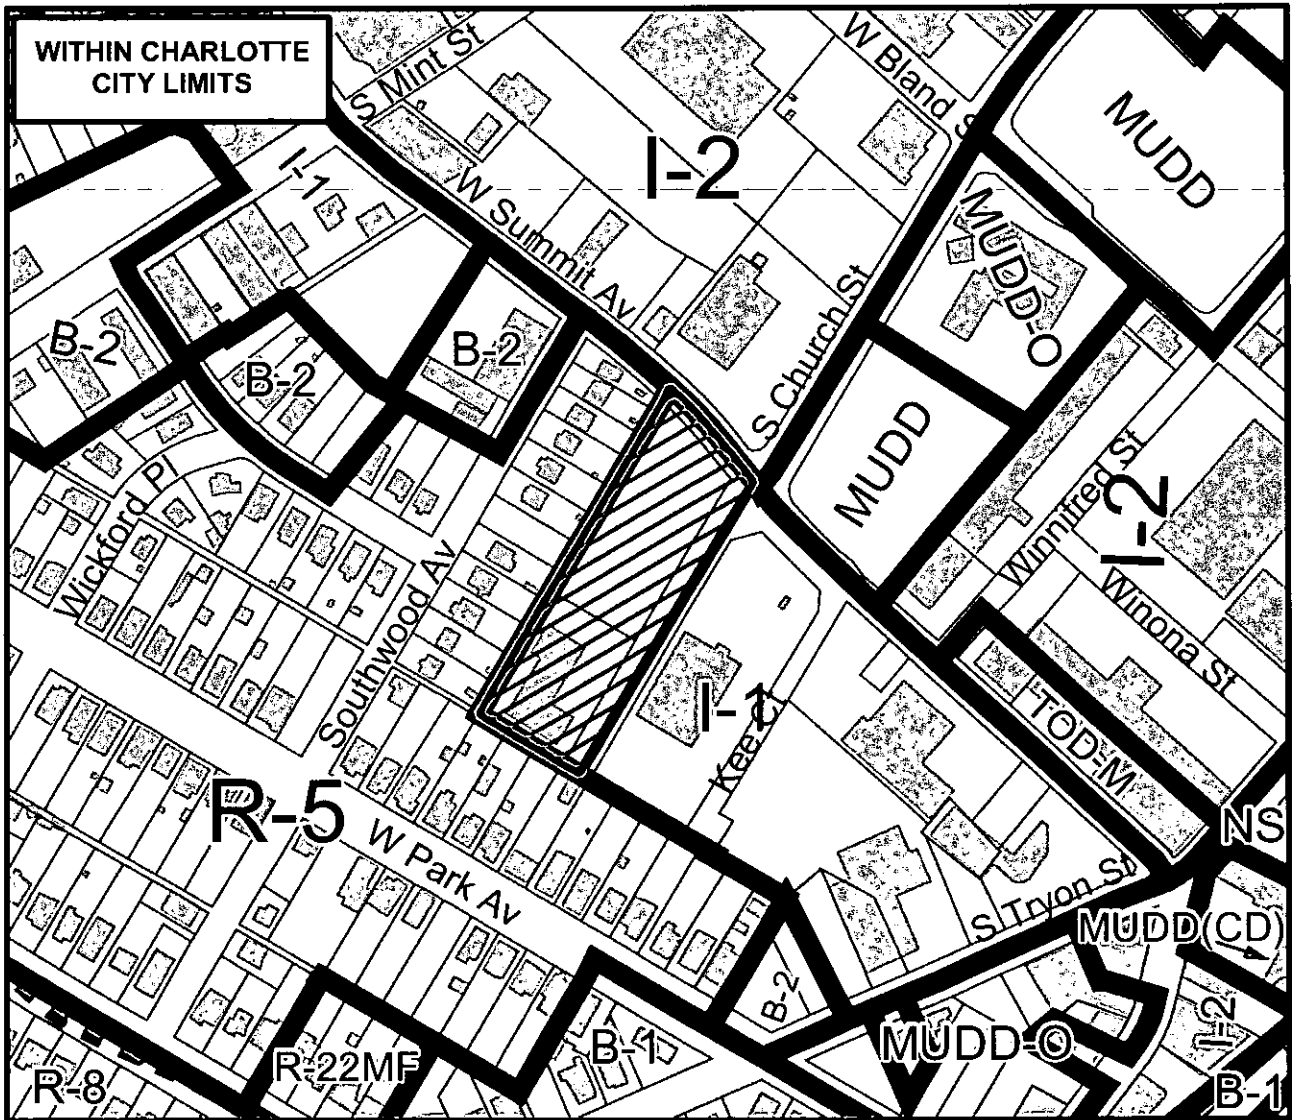 WITHIN CHARLOTTE
CITY LIMITS
S Mint St
W Bland S
MUDD
I-2
I-1
W Summit Av
MUDD-O
S Church St
B-2
B-2
B-2
MUDD
Winnifred St
I-2
Wickford Pl
Southwood Av
Winona St
I-1
Kee Ct
TOD-M
R-5
W Park Av
NS
S Tryon St
MUDD(CD)
B-2
I-2
MUDD-O
B-1
R-22MF
R-8
B-1